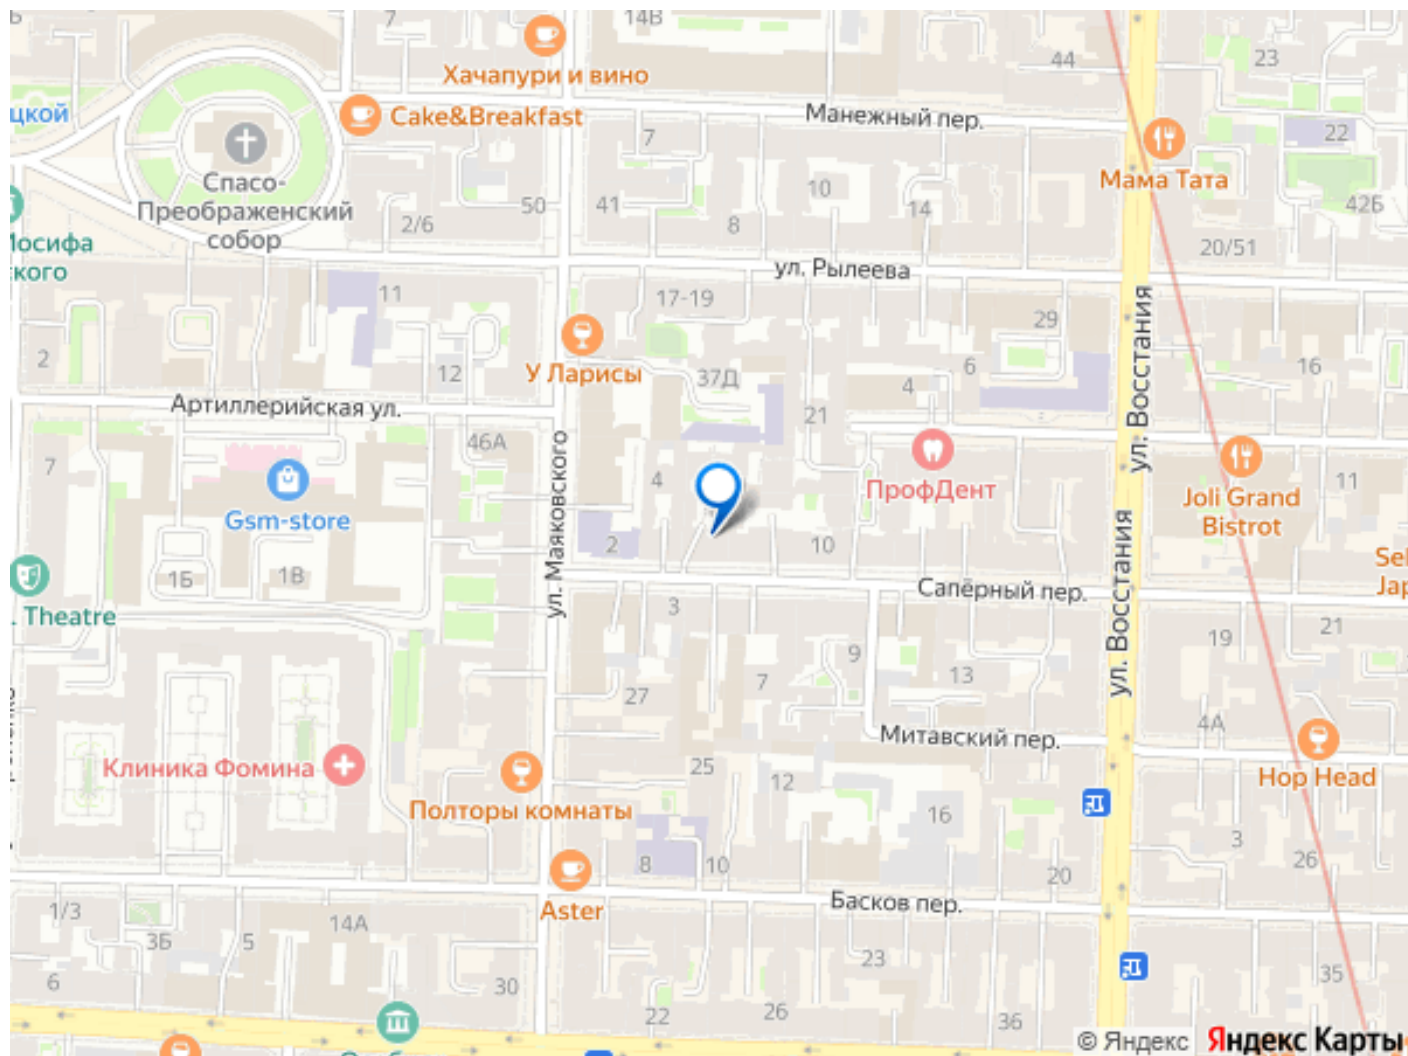 7
14В
44
23
Хачапури и вино
цкой
Cake&Breakfast
Манежный пер.
7
22
Мама Тата
Спасо-
Преображенский
собор
10
50
41
14
42Б
2/6
8
20/51
ул. Рылеева
11
17-19
29
2
12
У Ларисы
37Д
4
6
16
Артиллерийская ул.
21
46А
7
4
ПрофДент
11
Joli Grand
Bistrot
Gsm-store
ул. Маяковского
ул. Восстания
2
10
1Б
1В
Сапёрный пер.
Theatre
3
ул. Восстания
19
21
9
7
13
27
4А
Митавский пер.
Клиника Фомина
25
12
Hop Head
Полторы комнаты
16
3
8
10
20
26
Aster
Басков пер.
1/3
3Б
5
14А
6
30
23
35
22
26
36
© Яндекс
Яндекс Карты